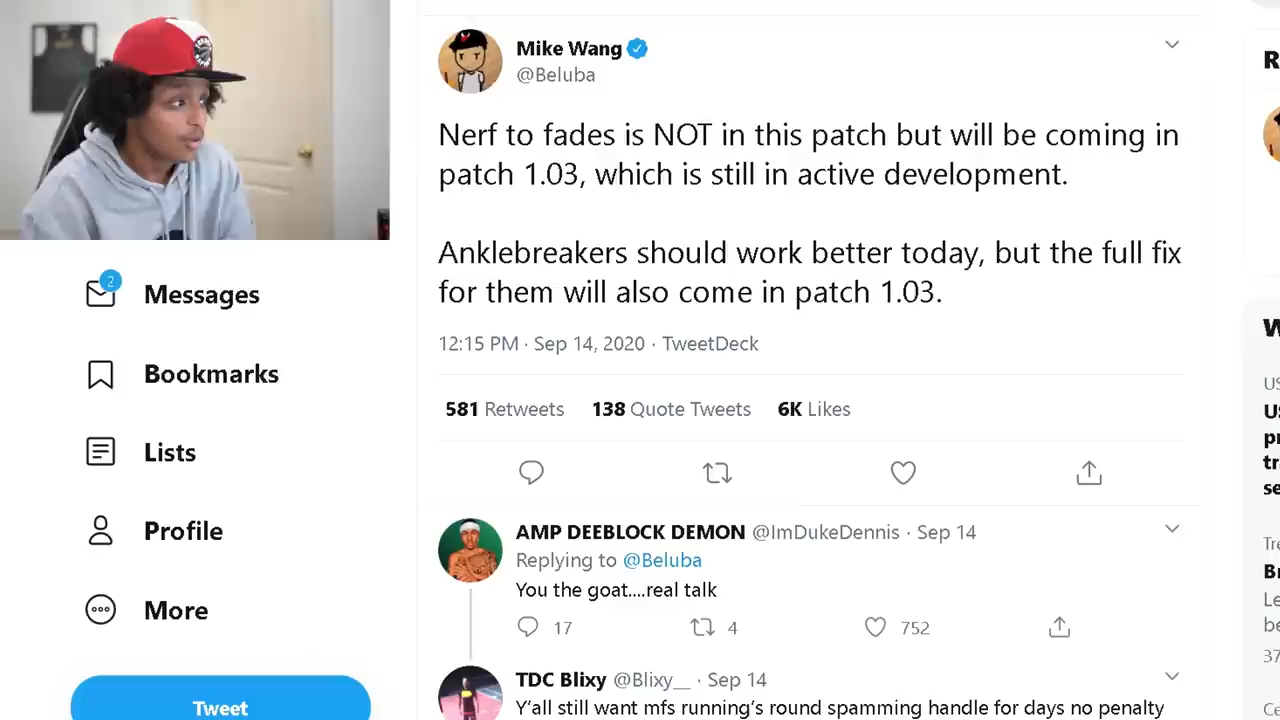 Mike Wang
@Beluba
Nerf to fades is NOT in this patch but will be coming in
patch 1.03, which is still in active development.
Anklebreakers should work better today, but the full fix
for them will also come in patch 1.03.
12:15 PM · Sep 14, 2020 · TweetDeck
581 Retweets 138 Quote Tweets 6K Likes
AMP DEEBLOCK DEMON @ImDukeDennis · Sep 14
Replying to @Beluba
You the goat....real talk
17 4 752
TDC Blixy @Blixy__ · Sep 14
Y'all still want mfs running's round spamming handle for days no penalty
2
Messages
Bookmarks
Lists
Profile
More
Tweet